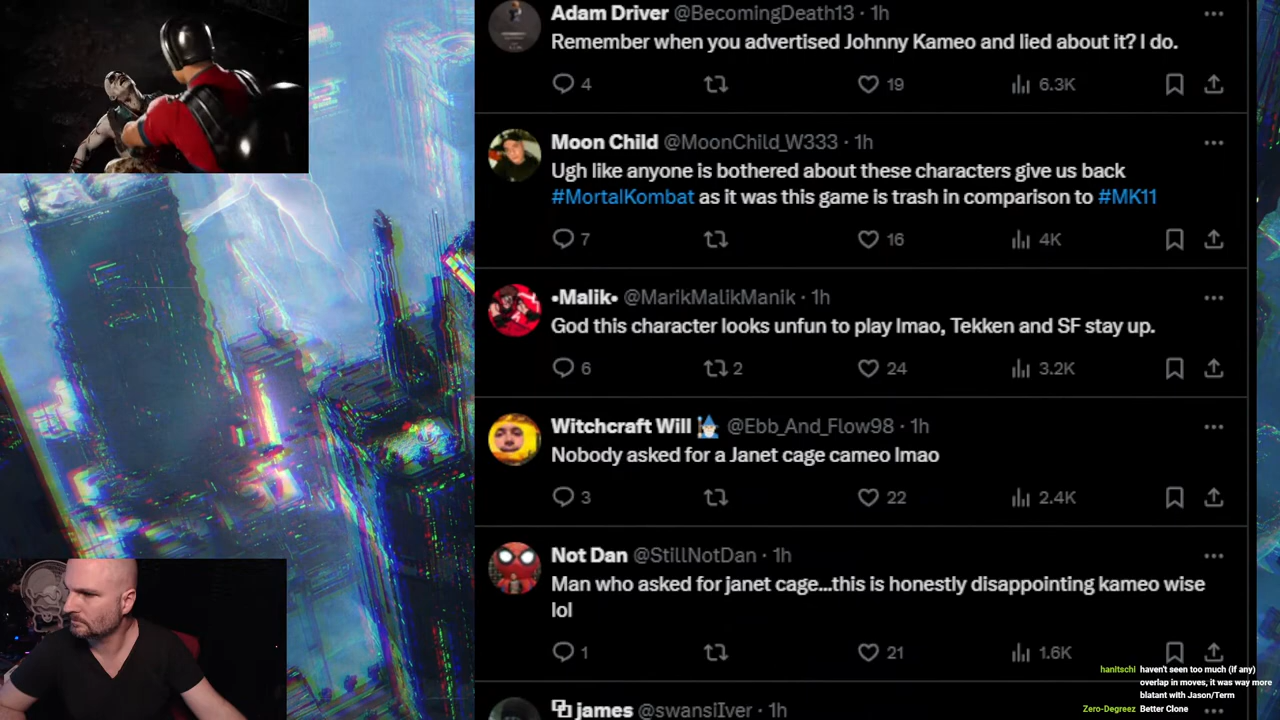 Adam Driver @BecomingDeath13 · 1h
Remember when you advertised Johnny Kameo and lied about it? I do.
4 19 6.3K
Moon Child @MoonChild_W333 · 1h
Ugh like anyone is bothered about these characters give us back
#MortalKombat as it was this game is trash in comparison to #MK11
7 16 4K
•Malik• @MarikMalikManik · 1h
God this character looks unfun to play lmao, Tekken and SF stay up.
6 2 24 3.2K
Witchcraft Will 🧙‍♂️ @Ebb_And_Flow98 · 1h
Nobody asked for a Janet cage cameo lmao
3 22 2.4K
Not Dan @StillNotDan · 1h
Man who asked for janet cage...this is honestly disappointing kameo wise
lol
1 21 1.6K
hanitschi haven't seen too much (if any)
overlap in moves, it was way more
blatant with Jason/Term
Zero-Degreez Better Clone
james @swansilver · 1h